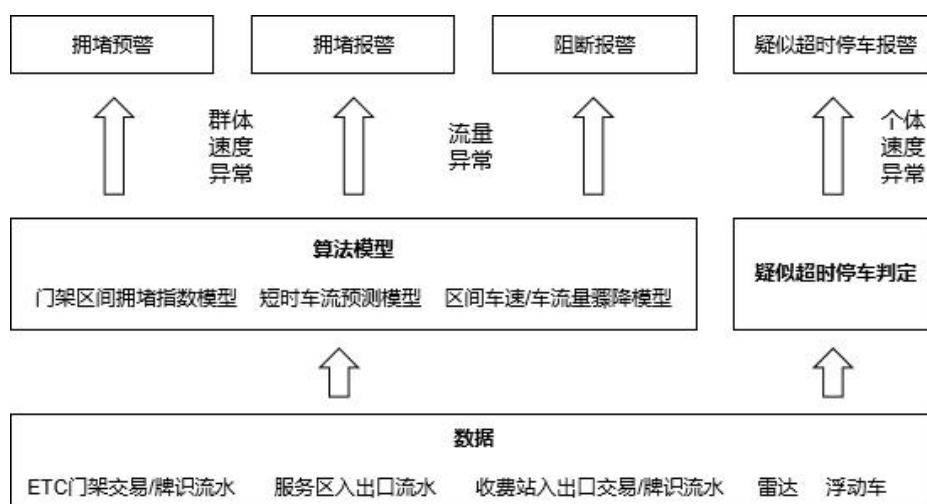 拥堵预警
拥堵报警
阻断报警
疑似超时停车报警
群体
速度
异常
流量
异常
个体
速度
异常
算法模型
门架区间拥堵指数模型 短时车流预测模型 区间车速/车流量骤降模型
疑似超时停车判定
数据
ETC门架交易/牌识流水 服务区入出口流水 收费站入出口交易/牌识流水 雷达 浮动车